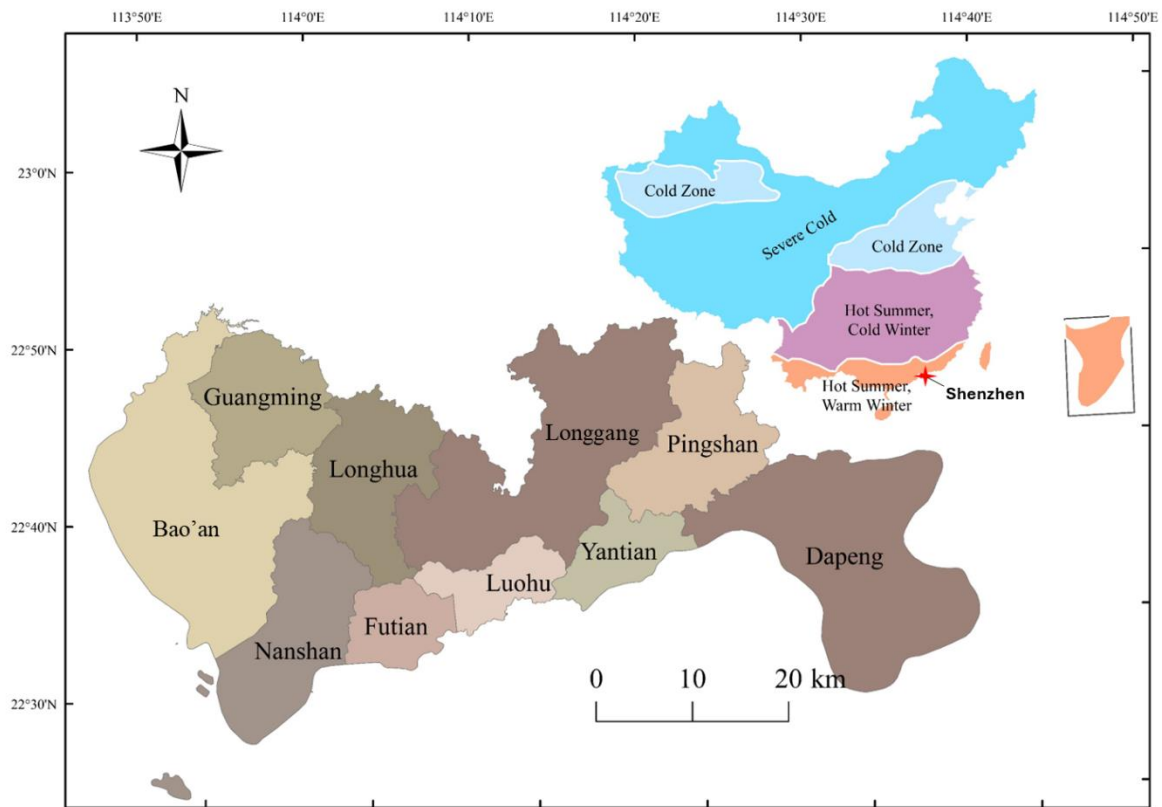 113°50'E
114°0'E
114°10'E
114°20'E
114°30'E
114°40'E
114°50'E
N
23°0'N
22°50'N
22°40'N
22°30'N
Cold Zone
Severe Cold
Cold Zone
Hot Summer,
Cold Winter
Hot Summer,
Warm Winter
Shenzhen
Guangming
Longhua
Longgang
Pingshan
Bao’an
Yantian
Dapeng
Luohu
Futian
Nanshan
0 10 20 km